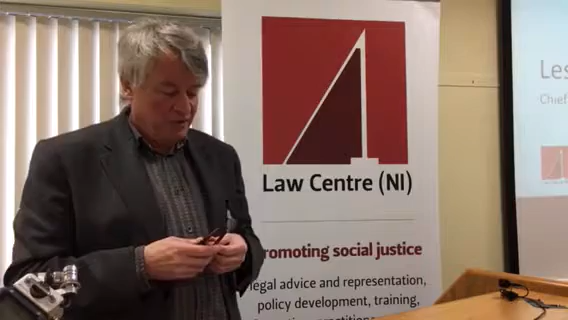 Law Centre (NI)
romoting social justice
legal advice and representation,
policy development, training,
Les
Chief